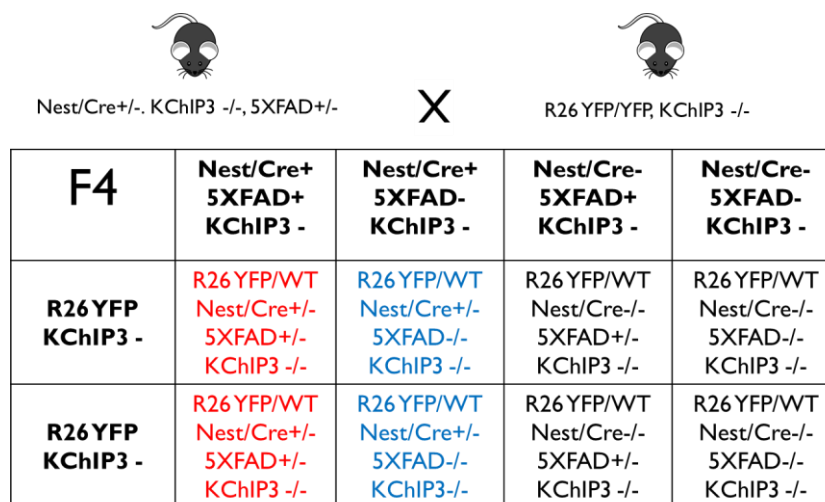 Nest/Cre+/-. KChIP3 -/-, 5XFAD+/-
X
R26 YFP/YFP, KChIP3 -/-
F4
Nest/Cre+
5XFAD+
KChIP3 -
Nest/Cre+
5XFAD-
KChIP3 -
Nest/Cre-
5XFAD+
KChIP3 -
Nest/Cre-
5XFAD-
KChIP3 -
R26 YFP
KChIP3 -
R26 YFP/WT
Nest/Cre+/-
5XFAD+/-
KChIP3 -/-
R26 YFP/WT
Nest/Cre+/-
5XFAD-/-
KChIP3 -/-
R26 YFP/WT
Nest/Cre-/-
5XFAD+/-
KChIP3 -/-
R26 YFP/WT
Nest/Cre-/-
5XFAD-/-
KChIP3 -/-
R26 YFP
KChIP3 -
R26 YFP/WT
Nest/Cre+/-
5XFAD+/-
KChIP3 -/-
R26 YFP/WT
Nest/Cre+/-
5XFAD-/-
KChIP3-/-
R26 YFP/WT
Nest/Cre-/-
5XFAD+/-
KChIP3 -/-
R26 YFP/WT
Nest/Cre-/-
5XFAD-/-
KChIP3 -/-